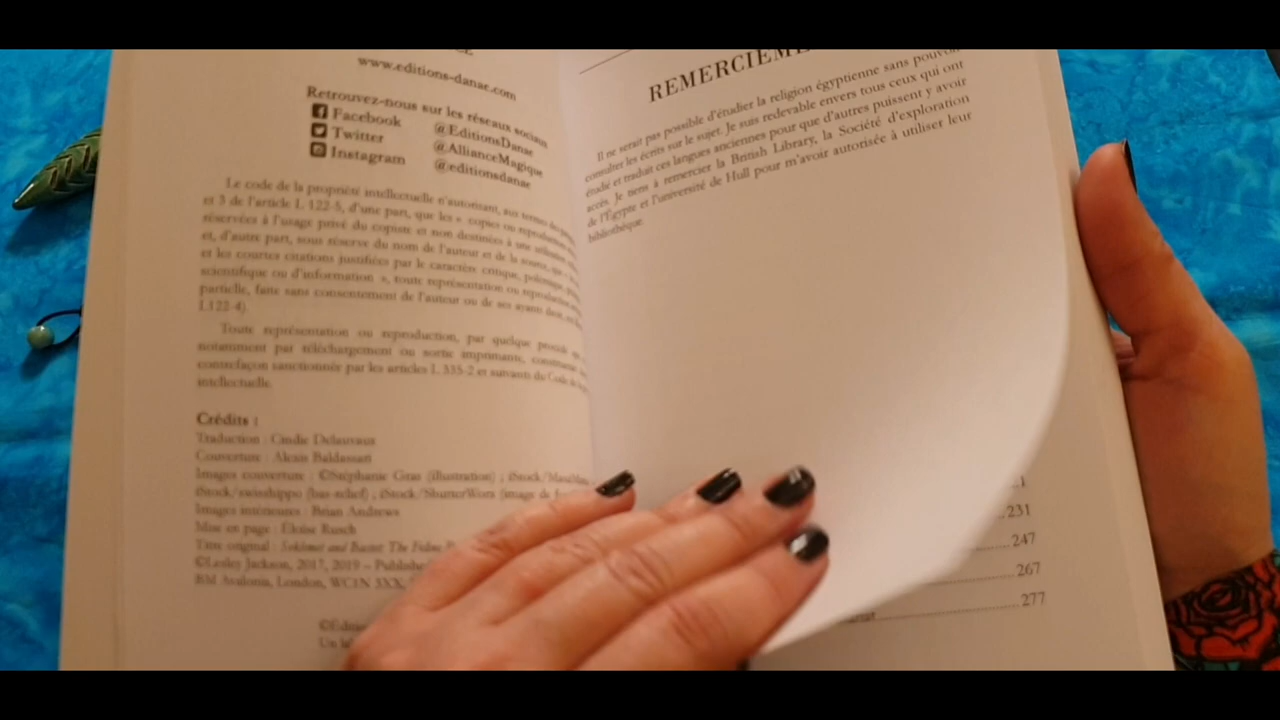 www.editions-danae.com
Retrouvez-nous sur les réseaux sociaux
Facebook @EditionsDanae
Twitter @AllianceMagique
Instagram @editionsdanae
Le code de la propriété intellectuelle n'autorisant, aux termes des
et 3 de l'article L 122-5, d'une part, que les « copies ou reproductions
réservées à l'usage privé du copiste et non destinées à une utilisation
et, d'autre part, sous réserve du nom de l'auteur et de la source, que
et les courtes citations justifiées par le caractère critique, polémique,
scientifique ou d'information », toute représentation ou reproduction
partielle, faite sans consentement de l'auteur ou de ses ayants droit, est
L122-4).
Toute représentation ou reproduction, par quelque procédé que
notamment par téléchargement ou sortie imprimante, constituera
contrefaçon sanctionnée par les articles L 335-2 et suivants du Code de
intellectuelle.
Crédits :
Traduction : Cindie Delauvaux
Couverture : Alexis Baldassari
Images couverture : ©Stéphanie Gras (illustration) ;
iStock/swisshippo (bas-relief) ; iStock/ShutterWorx (image de
Images intérieures : Brian Andrews
Mise en page : Éloïse Rusch
Titre original : Sekhmet and Bastet: The Feline
©Lesley Jackson, 2017, 2019 –
BM Avalonia, London, WC1N 3XX,
Un
REMERCIEME
Il ne serait pas possible d'étudier la religion égyptienne sans pouvoir
consulter les écrits sur le sujet. Je suis redevable envers tous ceux qui ont
étudié et traduit ces langues anciennes pour que d'autres puissent y avoir
accès. Je tiens à remercier la British Library, la Société d'exploration
de l'Égypte et l'université de Hull pour m'avoir autorisée à utiliser leur
bibliothèque.
231
247
267
277